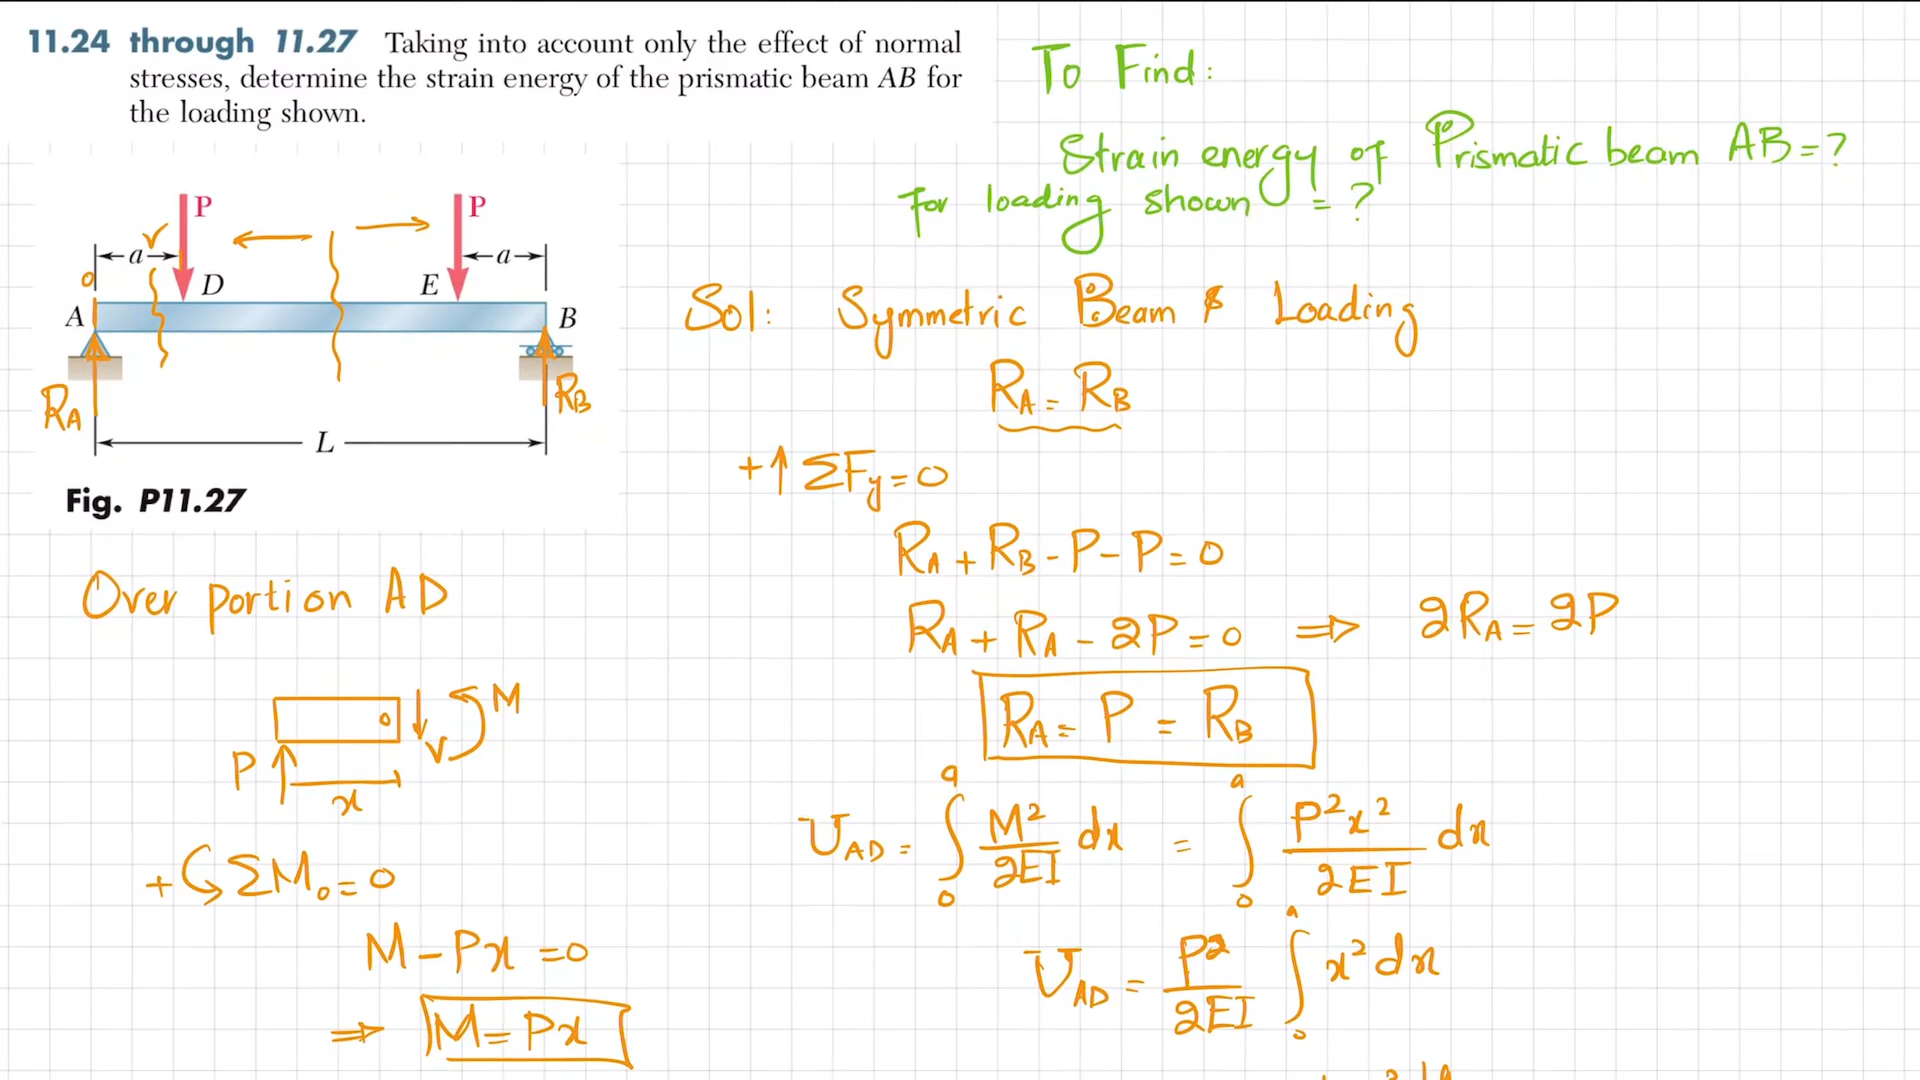 11.24 through 11.27 Taking into account only the effect of normal
stresses, determine the strain energy of the prismatic beam AB for
the loading shown.
To Find:
Strain energy of Prismatic beam AB=?
For loading shown = ?
P
P
a
a
D
E
A
B
RA
RB
L
Fig. P11.27
Sol: Symmetric Beam & Loading
RA = RB
+↑ ΣFy = 0
RA + RB - P - P = 0
RA + RA - 2P = 0 ⇒ 2RA = 2P
RA = P = RB
Over portion AD
M
o
V
P
x
+ ΣMo = 0
M - Px = 0
⇒ M = Px
UAD = ∫₀ᵃ M²/2EI dx = ∫₀ᵃ P²x²/2EI dx
UAD = P²/2EI ∫₀ᵃ x² dx